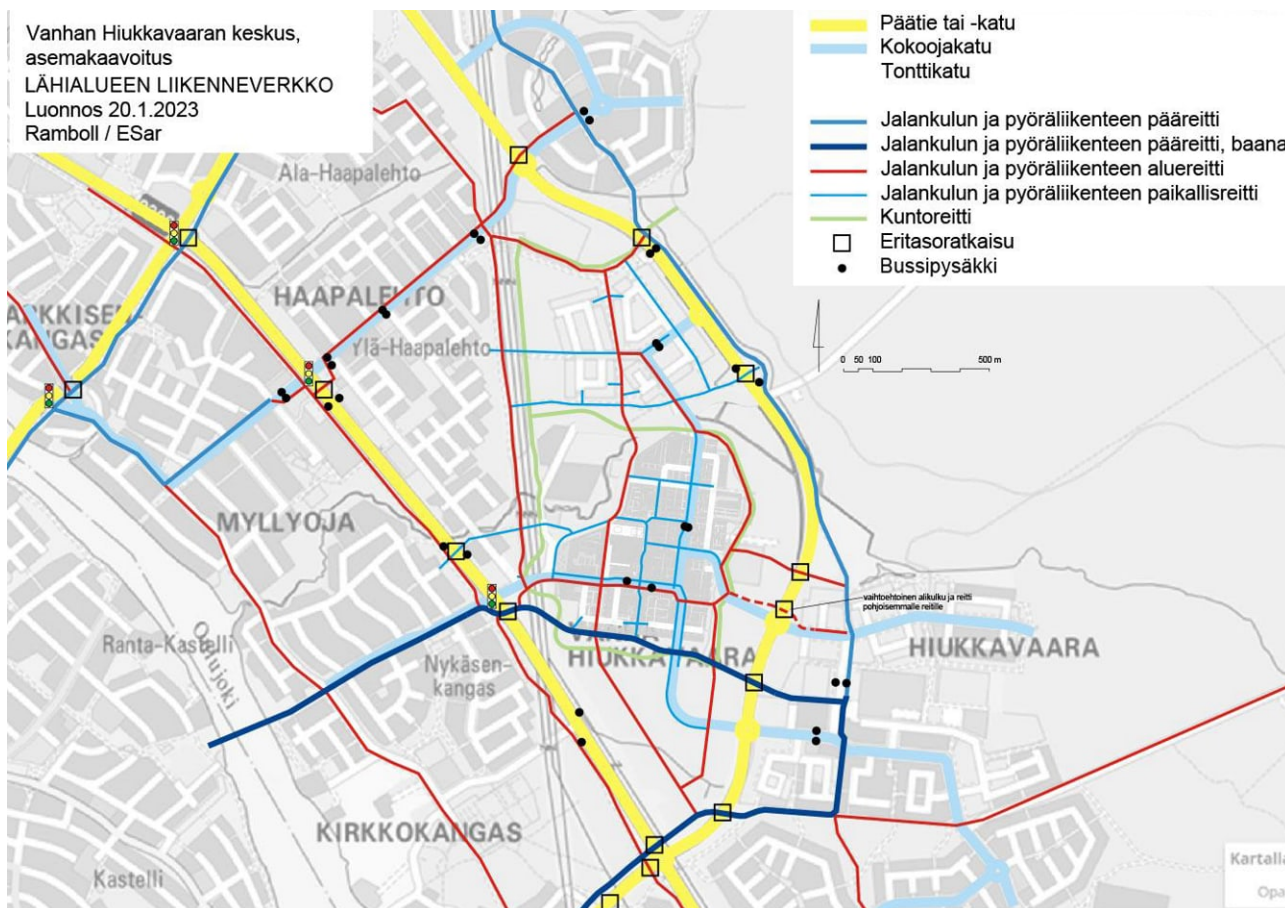 Vanhan Hiukkavaaran keskus,
asemakaavoitus
LÄHIALUEEN LIIKENNEVERKKO
Luonnos 20.1.2023
Ramboll / ESar
Päätie tai -katu
Kokoojakatu
Tonttikatu
Jalankulun ja pyöräliikenteen pääreitti
Jalankulun ja pyöräliikenteen pääreitti, baana
Jalankulun ja pyöräliikenteen aluereitti
Jalankulun ja pyöräliikenteen paikallisreitti
Kuntoreitti
Eritasoratkaisu
Bussipysäkki
0 50 100 500 m
Ala-Haapalehto
HAAPALEHTO
Ylä-Haapalehto
ARKKISEN-
KANGAS
MYLLYOJA
vaihtoehtoinen alikulku ja reitti
pohjoisemmalle reitille
Ranta-Kastelli
Oulujoki
Nykäsen-
kangas
HIUKKAVAARA
HIUKKAVAARA
KIRKKOKANGAS
Kastelli
Kartalla
Opa